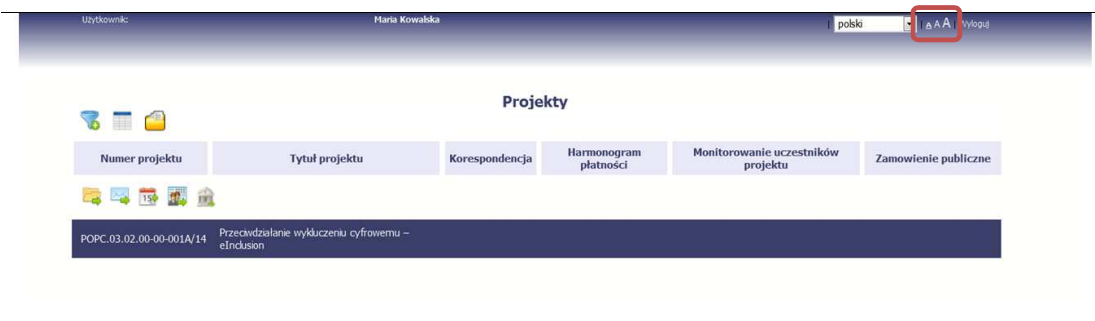 Użytkownik: Maria Kowalska | polski | A A A | Wyloguj
Projekty
Numer projektu Tytuł projektu Korespondencja Harmonogram płatności Monitorowanie uczestników projektu Zamowienie publiczne
15
POPC.03.02.00-00-001A/14 Przeciwdziałanie wykluczeniu cyfrowemu –
eInclusion